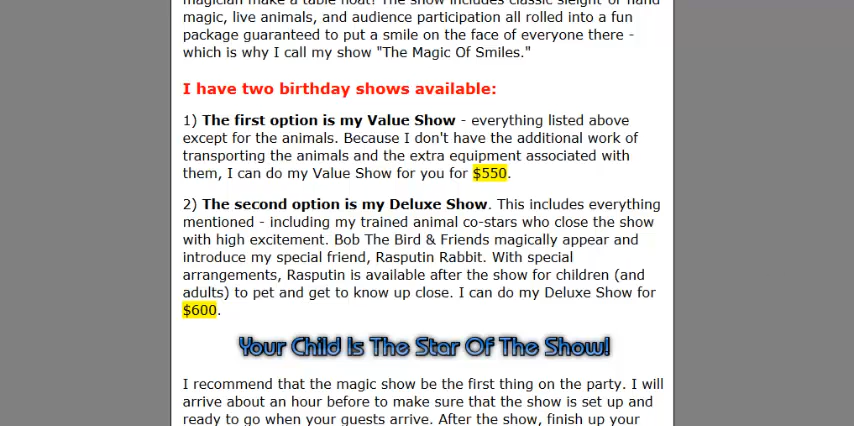 magician make a table float! The show includes classic sleight of hand
magic, live animals, and audience participation all rolled into a fun
package guaranteed to put a smile on the face of everyone there -
which is why I call my show "The Magic Of Smiles."
I have two birthday shows available:
1) The first option is my Value Show - everything listed above
except for the animals. Because I don't have the additional work of
transporting the animals and the extra equipment associated with
them, I can do my Value Show for you for $550.
2) The second option is my Deluxe Show. This includes everything
mentioned - including my trained animal co-stars who close the show
with high excitement. Bob The Bird & Friends magically appear and
introduce my special friend, Rasputin Rabbit. With special
arrangements, Rasputin is available after the show for children (and
adults) to pet and get to know up close. I can do my Deluxe Show for
$600.
Your Child Is The Star Of The Show!
I recommend that the magic show be the first thing on the party. I will
arrive about an hour before to make sure that the show is set up and
ready to go when your guests arrive. After the show, finish up your